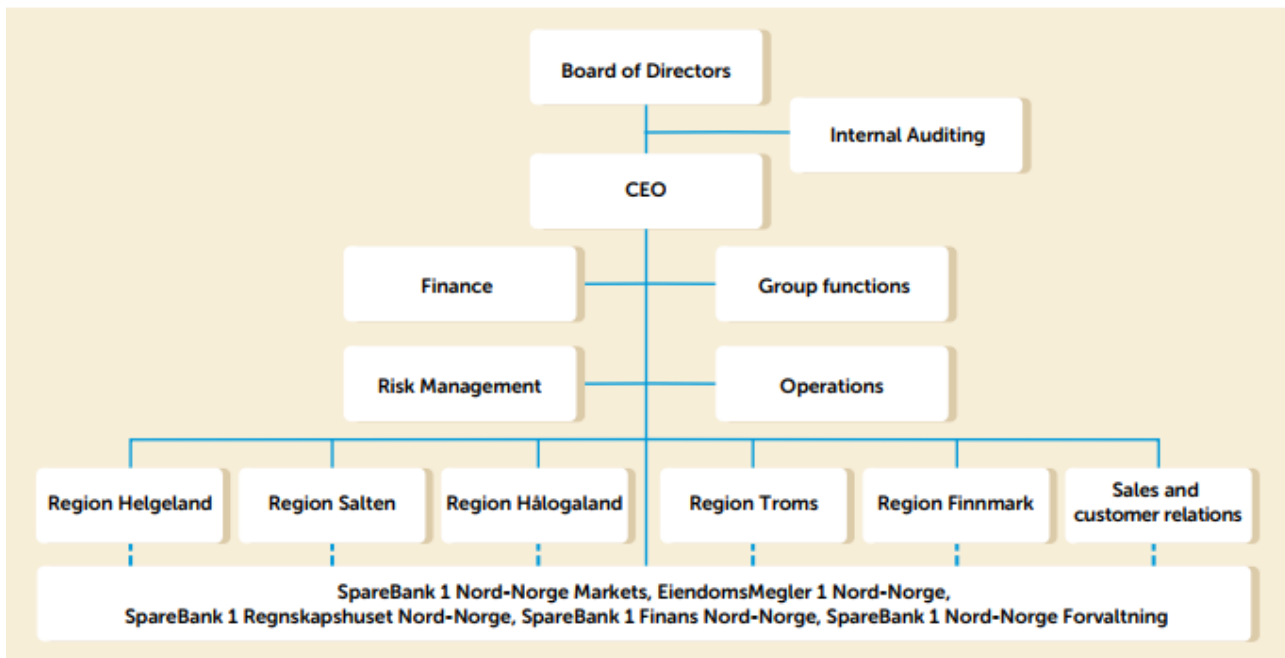 Board of Directors
Internal Auditing
CEO
Finance
Group functions
Risk Management
Operations
Region Helgeland
Region Salten
Region Hålogaland
Region Troms
Region Finnmark
Sales and
customer relations
SpareBank 1 Nord-Norge Markets, EiendomsMegler 1 Nord-Norge,
SpareBank 1 Regnskapshuset Nord-Norge, SpareBank 1 Finans Nord-Norge, SpareBank 1 Nord-Norge Forvaltning